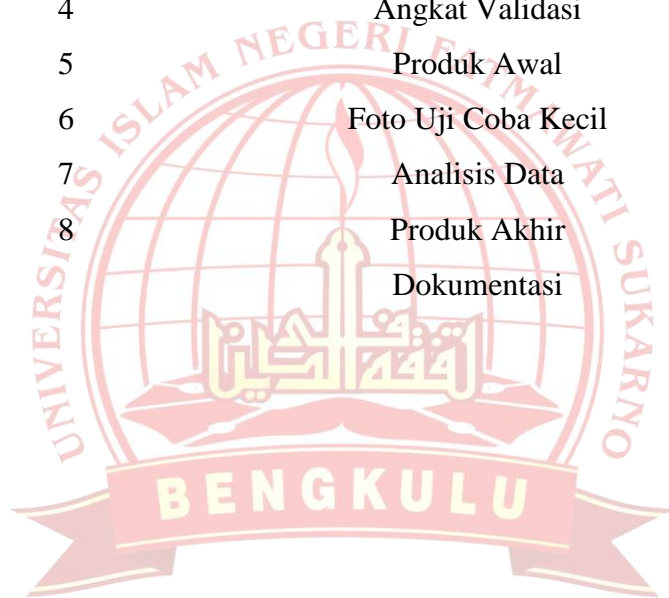 4 Angkat Validasi
5 Produk Awal
6 Foto Uji Coba Kecil
7 Analisis Data
8 Produk Akhir
Dokumentasi
UNIVERSITAS ISLAM NEGERI FATMAWATI SUKARNO
BENGKULU